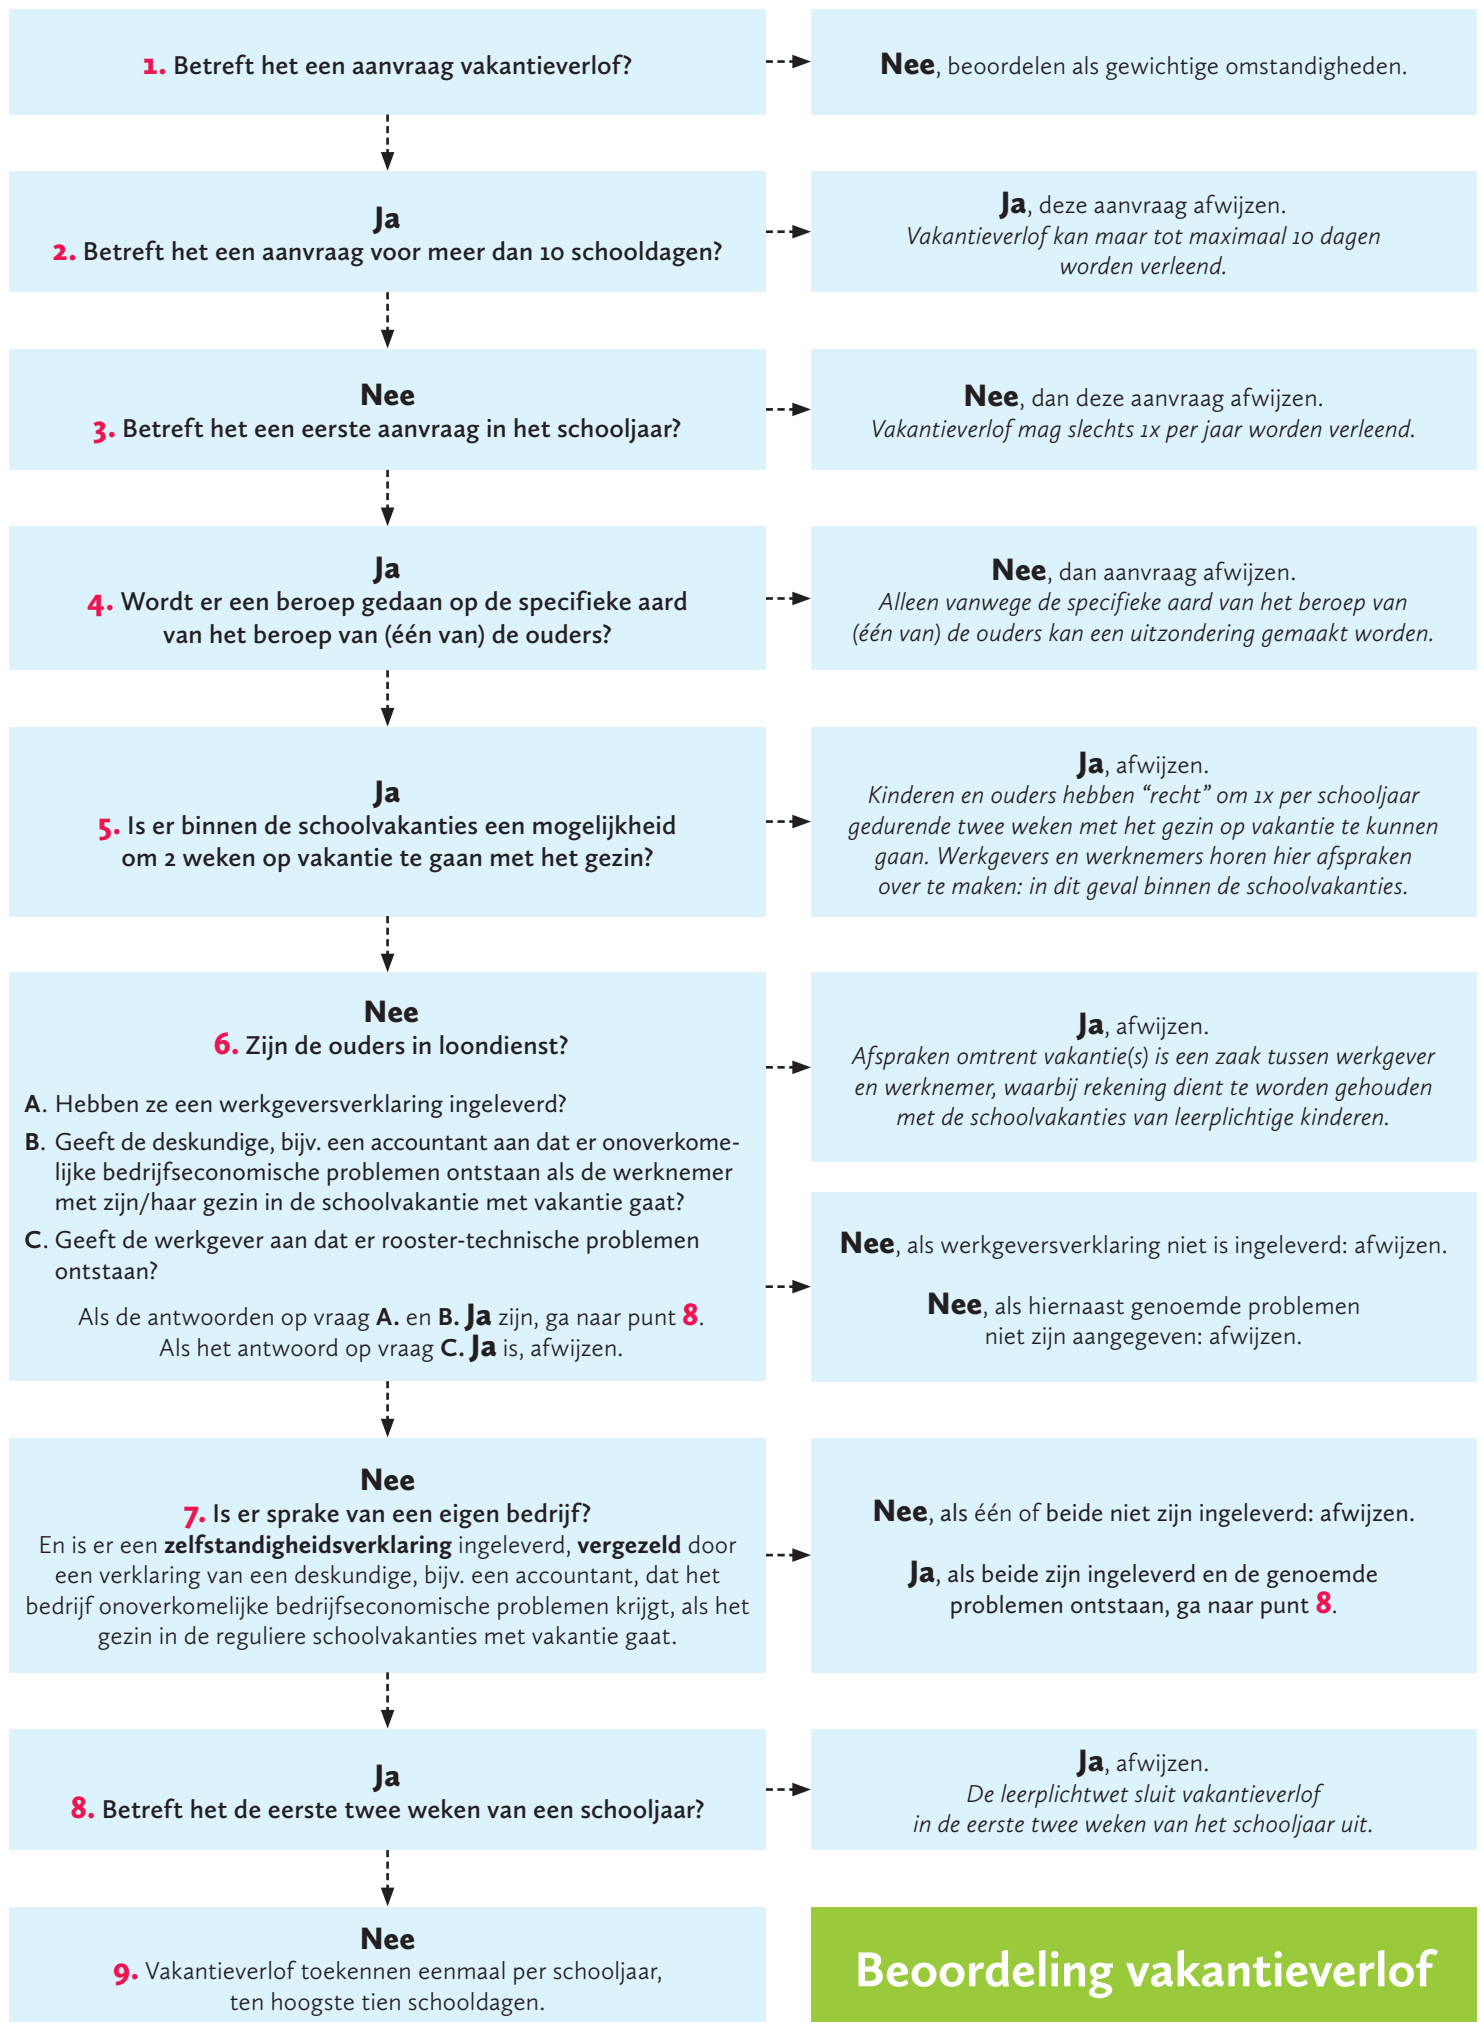 1. Betreft het een aanvraag vakantieverlof?
Nee, beoordelen als gewichtige omstandigheden.
Ja
2. Betreft het een aanvraag voor meer dan 10 schooldagen?
Ja, deze aanvraag afwijzen.
Vakantieverlof kan maar tot maximaal 10 dagen
worden verleend.
Nee
3. Betreft het een eerste aanvraag in het schooljaar?
Nee, dan deze aanvraag afwijzen.
Vakantieverlof mag slechts 1x per jaar worden verleend.
Ja
4. Wordt er een beroep gedaan op de specifieke aard
van het beroep van (één van) de ouders?
Nee, dan aanvraag afwijzen.
Alleen vanwege de specifieke aard van het beroep van
(één van) de ouders kan een uitzondering gemaakt worden.
Ja
5. Is er binnen de schoolvakanties een mogelijkheid
om 2 weken op vakantie te gaan met het gezin?
Ja, afwijzen.
Kinderen en ouders hebben “recht” om 1x per schooljaar
gedurende twee weken met het gezin op vakantie te kunnen
gaan. Werkgevers en werknemers horen hier afspraken
over te maken: in dit geval binnen de schoolvakanties.
Nee
6. Zijn de ouders in loondienst?
A. Hebben ze een werkgeversverklaring ingeleverd?
B. Geeft de deskundige, bijv. een accountant aan dat er onoverkome-
lijke bedrijfseconomische problemen ontstaan als de werknemer
met zijn/haar gezin in de schoolvakantie met vakantie gaat?
C. Geeft de werkgever aan dat er rooster-technische problemen
ontstaan?
Als de antwoorden op vraag A. en B. Ja zijn, ga naar punt 8.
Als het antwoord op vraag C. Ja is, afwijzen.
Ja, afwijzen.
Afspraken omtrent vakantie(s) is een zaak tussen werkgever
en werknemer, waarbij rekening dient te worden gehouden
met de schoolvakanties van leerplichtige kinderen.
Nee, als werkgeversverklaring niet is ingeleverd: afwijzen.
Nee, als hiernaast genoemde problemen
niet zijn aangegeven: afwijzen.
Nee
7. Is er sprake van een eigen bedrijf?
En is er een zelfstandigheidsverklaring ingeleverd, vergezeld door
een verklaring van een deskundige, bijv. een accountant, dat het
bedrijf onoverkomelijke bedrijfseconomische problemen krijgt, als het
gezin in de reguliere schoolvakanties met vakantie gaat.
Nee, als één of beide niet zijn ingeleverd: afwijzen.
Ja, als beide zijn ingeleverd en de genoemde
problemen ontstaan, ga naar punt 8.
Ja
8. Betreft het de eerste twee weken van een schooljaar?
Ja, afwijzen.
De leerplichtwet sluit vakantieverlof
in de eerste twee weken van het schooljaar uit.
Nee
9. Vakantieverlof toekennen eenmaal per schooljaar,
ten hoogste tien schooldagen.
Beoordeling vakantieverlof